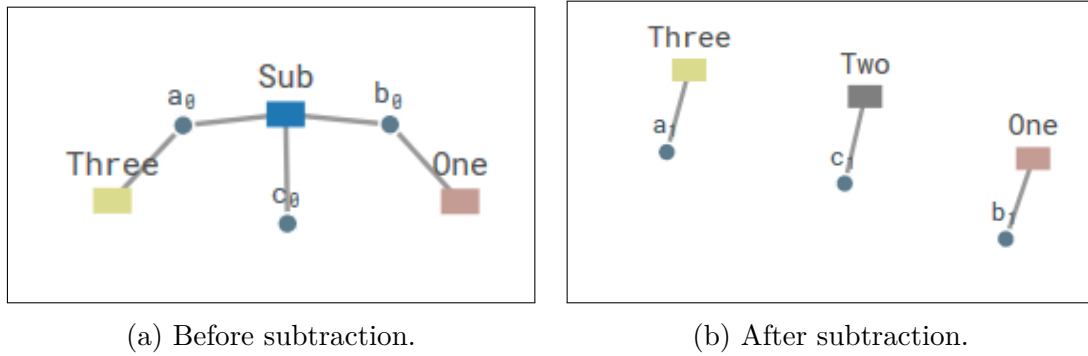 Sub
a₀
b₀
Three
One
c₀
(a) Before subtraction.
Three
Two
a₁
One
c₁
b₁
(b) After subtraction.